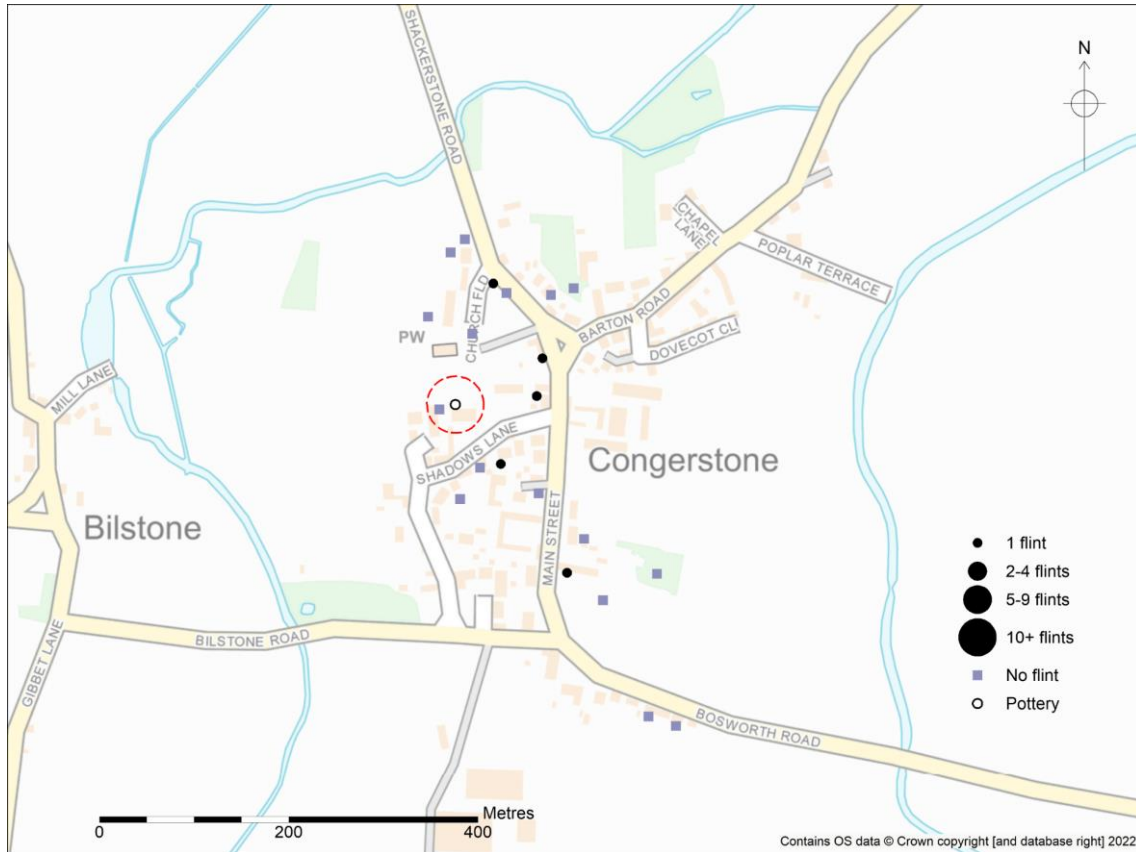 SHACKERSTONE ROAD
N
CHAPEL
LANE
POPLAR TERRACE
CHURCH FLD
BARTON ROAD
PW
DOVECOT CL
MILL LANE
SHADOWS LANE
Congerstone
Bilstone
MAIN STREET
1 flint
2-4 flints
5-9 flints
10+ flints
No flint
Pottery
BILSTONE ROAD
GIBBET LANE
BOSWORTH ROAD
Metres
0
200
400
Contains OS data © Crown copyright [and database right] 2022